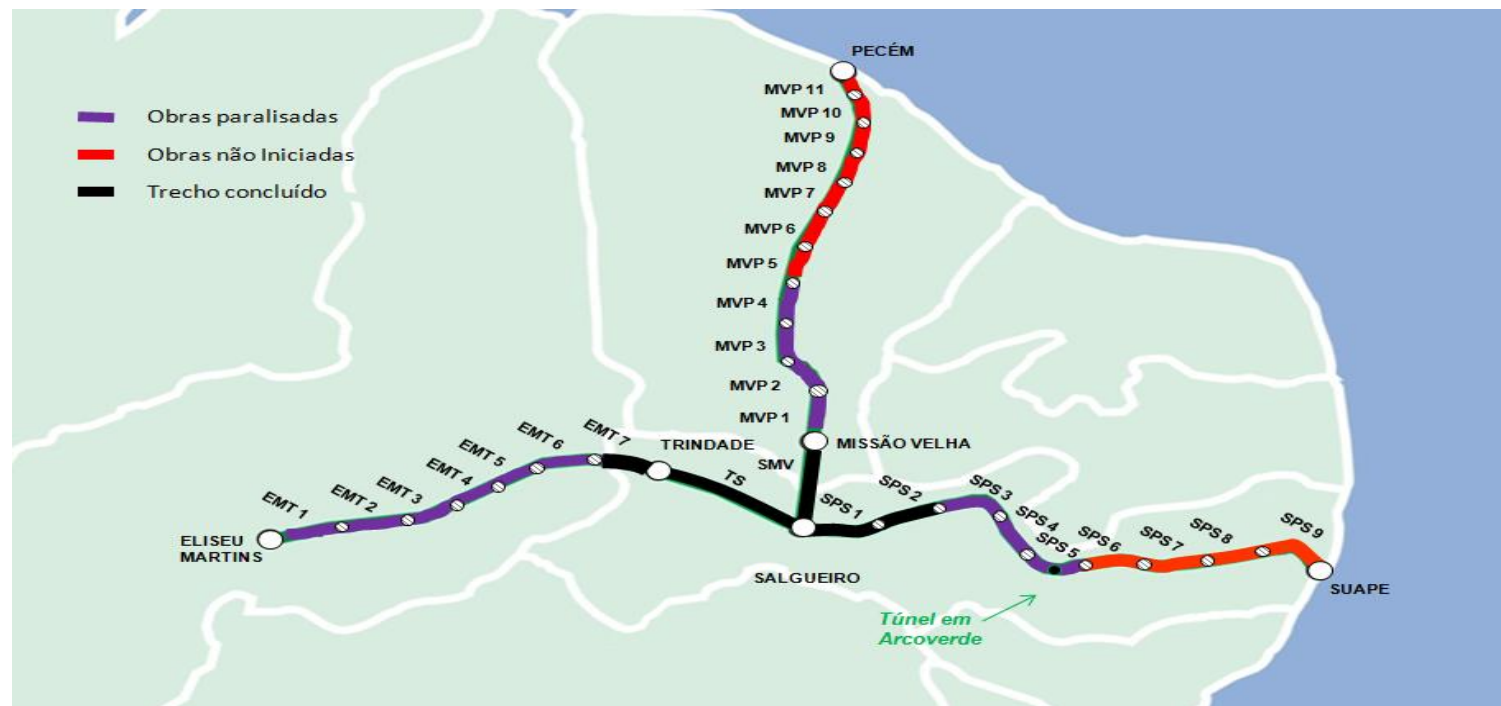 PECÉM
MVP 11
MVP 10
MVP 9
MVP 8
MVP 7
MVP 6
MVP 5
MVP 4
MVP 3
MVP 2
MVP 1
Obras paralisadas
Obras não Iniciadas
Trecho concluído
MISSÃO VELHA
SMV
TRINDADE
TS
EMT 7
EMT 6
EMT 5
EMT 4
EMT 3
EMT 2
EMT 1
ELISEU
MARTINS
SALGUEIRO
SPS 1
SPS 2
SPS 3
SPS 4
SPS 5
SPS 6
SPS 7
SPS 8
SPS 9
SUAPE
Túnel em
Arcoverde